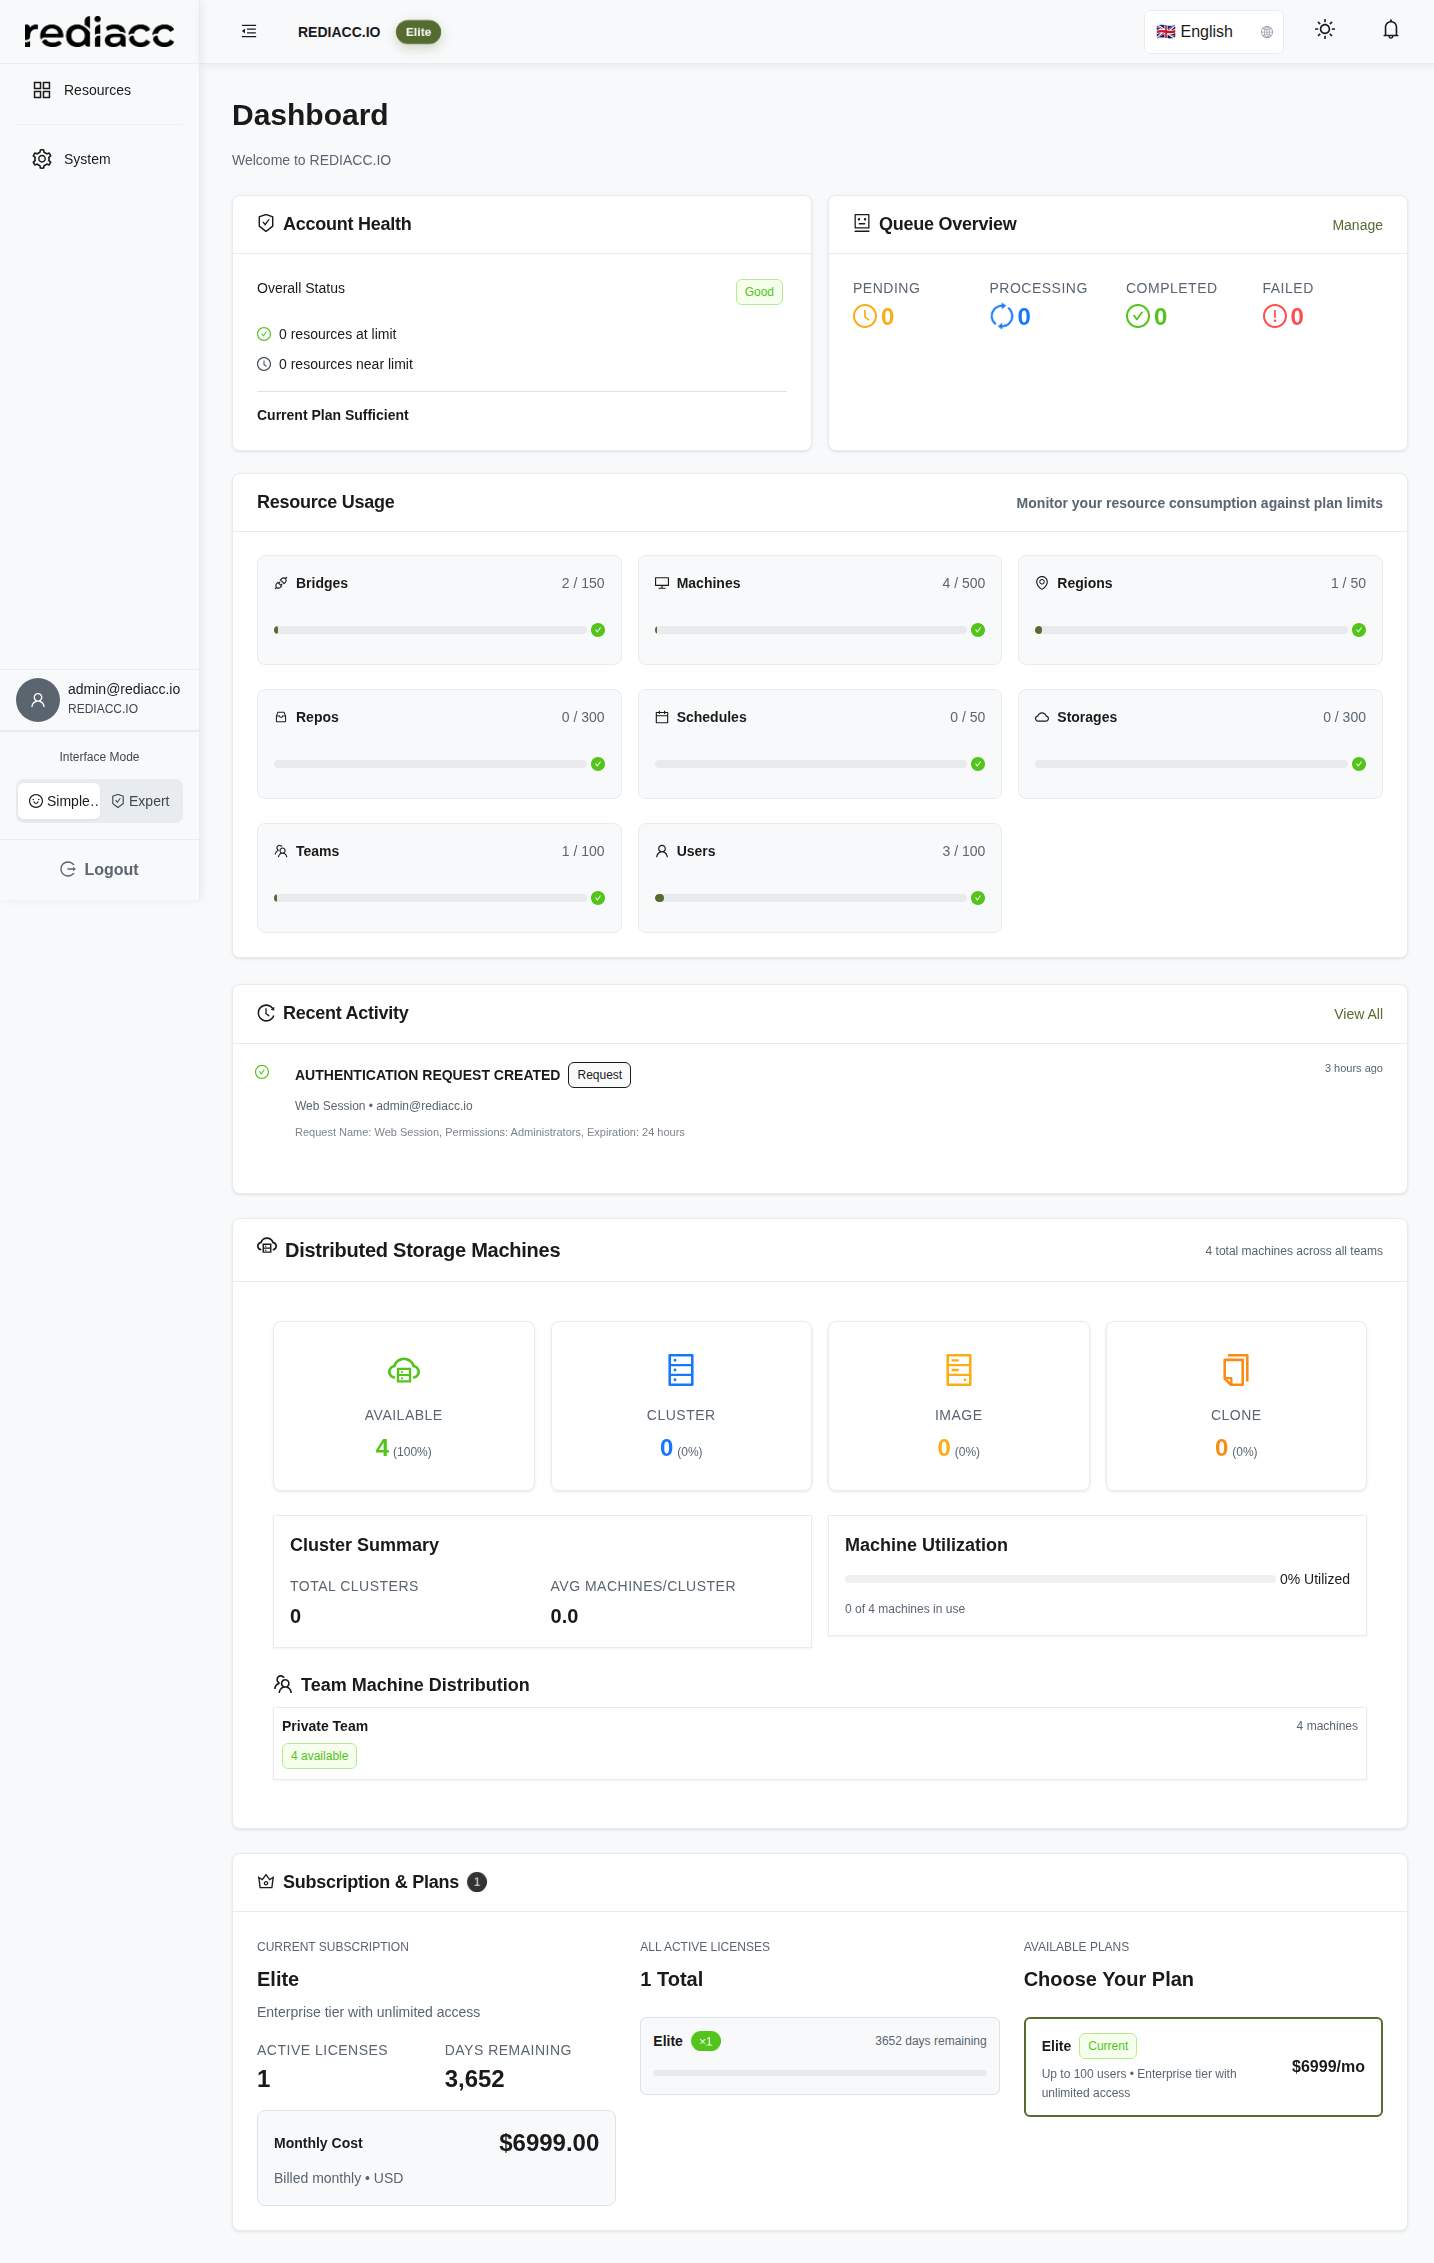 rediacc
REDIACC.IO
Elite
🇬🇧 English
Resources
System
Dashboard
Welcome to REDIACC.IO
Account Health
Overall Status
Good
0 resources at limit
0 resources near limit
Current Plan Sufficient
Queue Overview
Manage
PENDING
0
PROCESSING
0
COMPLETED
0
FAILED
0
Resource Usage
Monitor your resource consumption against plan limits
Bridges
2 / 150
Machines
4 / 500
Regions
1 / 50
Repos
0 / 300
Schedules
0 / 50
Storages
0 / 300
Teams
1 / 100
Users
3 / 100
admin@rediacc.io
REDIACC.IO
Interface Mode
Simple…
Expert
Logout
Recent Activity
View All
AUTHENTICATION REQUEST CREATED
Request
3 hours ago
Web Session • admin@rediacc.io
Request Name: Web Session, Permissions: Administrators, Expiration: 24 hours
Distributed Storage Machines
4 total machines across all teams
AVAILABLE
4 (100%)
CLUSTER
0 (0%)
IMAGE
0 (0%)
CLONE
0 (0%)
Cluster Summary
TOTAL CLUSTERS
0
AVG MACHINES/CLUSTER
0.0
Machine Utilization
0% Utilized
0 of 4 machines in use
Team Machine Distribution
Private Team
4 machines
4 available
Subscription & Plans
1
CURRENT SUBSCRIPTION
Elite
Enterprise tier with unlimited access
ACTIVE LICENSES
1
DAYS REMAINING
3,652
Monthly Cost
$6999.00
Billed monthly • USD
ALL ACTIVE LICENSES
1 Total
Elite
×1
3652 days remaining
AVAILABLE PLANS
Choose Your Plan
Elite
Current
Up to 100 users • Enterprise tier with
unlimited access
$6999/mo